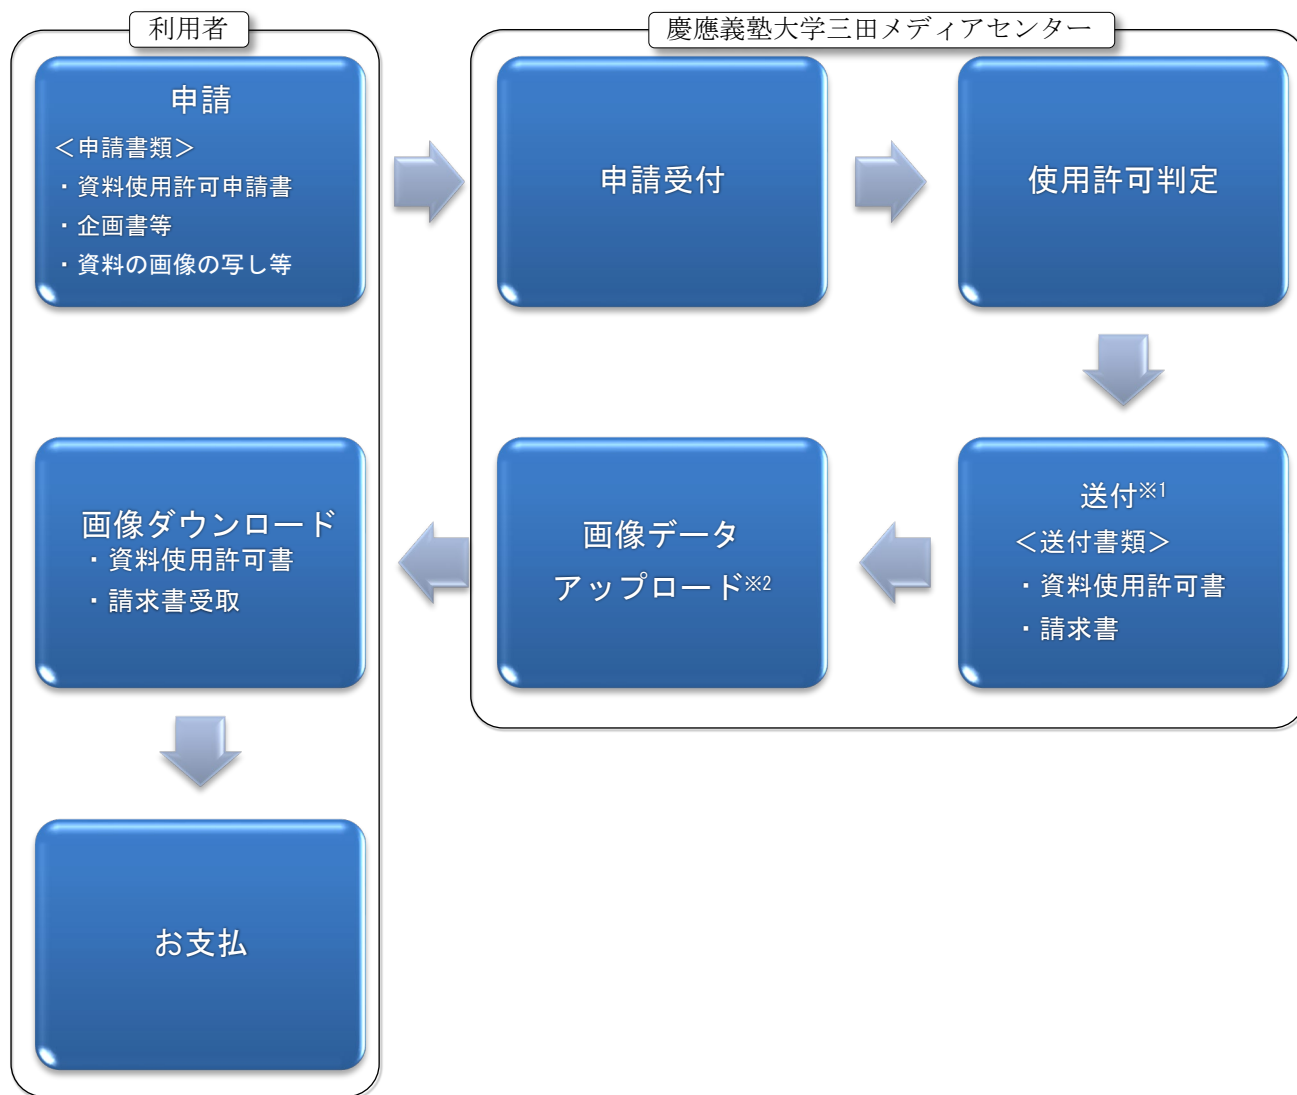 利用者
慶應義塾大学三田メディアセンター
申請
＜申請書類＞
・資料使用許可申請書
・企画書等
・資料の画像の写し等
申請受付
使用許可判定
送付※1
＜送付書類＞
・資料使用許可書
・請求書
画像データ
アップロード※2
画像ダウンロード
・資料使用許可書
・請求書受取
お支払